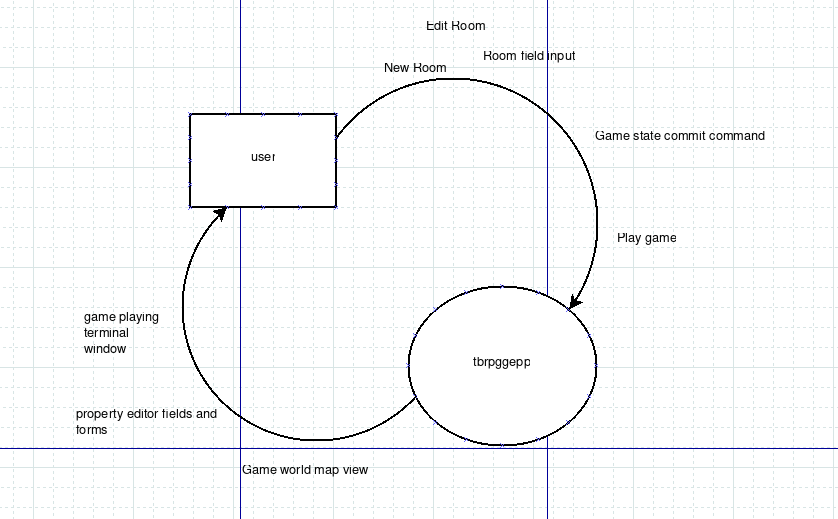 Edit Room
Room field input
New Room
Game state commit command
user
Play game
game playing
terminal
window
tbrpggepp
property editor fields and
forms
Game world map view